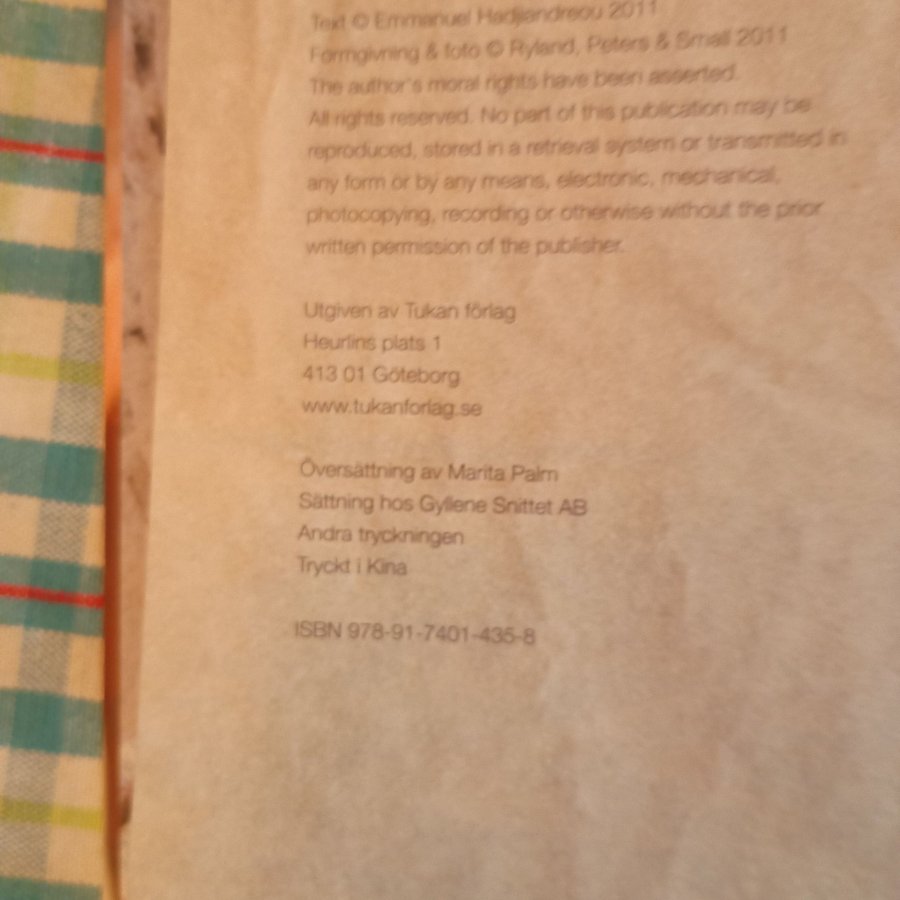 Text © Emmanuel Hadjiandreou 2011
Formgivning & foto © Ryland, Peters & Small 2011
The author's moral rights have been asserted.
All rights reserved. No part of this publication may be
reproduced, stored in a retrieval system or transmitted in
any form or by any means, electronic, mechanical,
photocopying, recording or otherwise without the prior
written permission of the publisher.
Utgiven av Tukan förlag
Heurlins plats 1
413 01 Göteborg
www.tukanforlag.se
Översättning av Marita Palm
Sättning hos Gyllene Snittet AB
Andra tryckningen
Tryckt i Kina
ISBN 978-91-7401-435-8